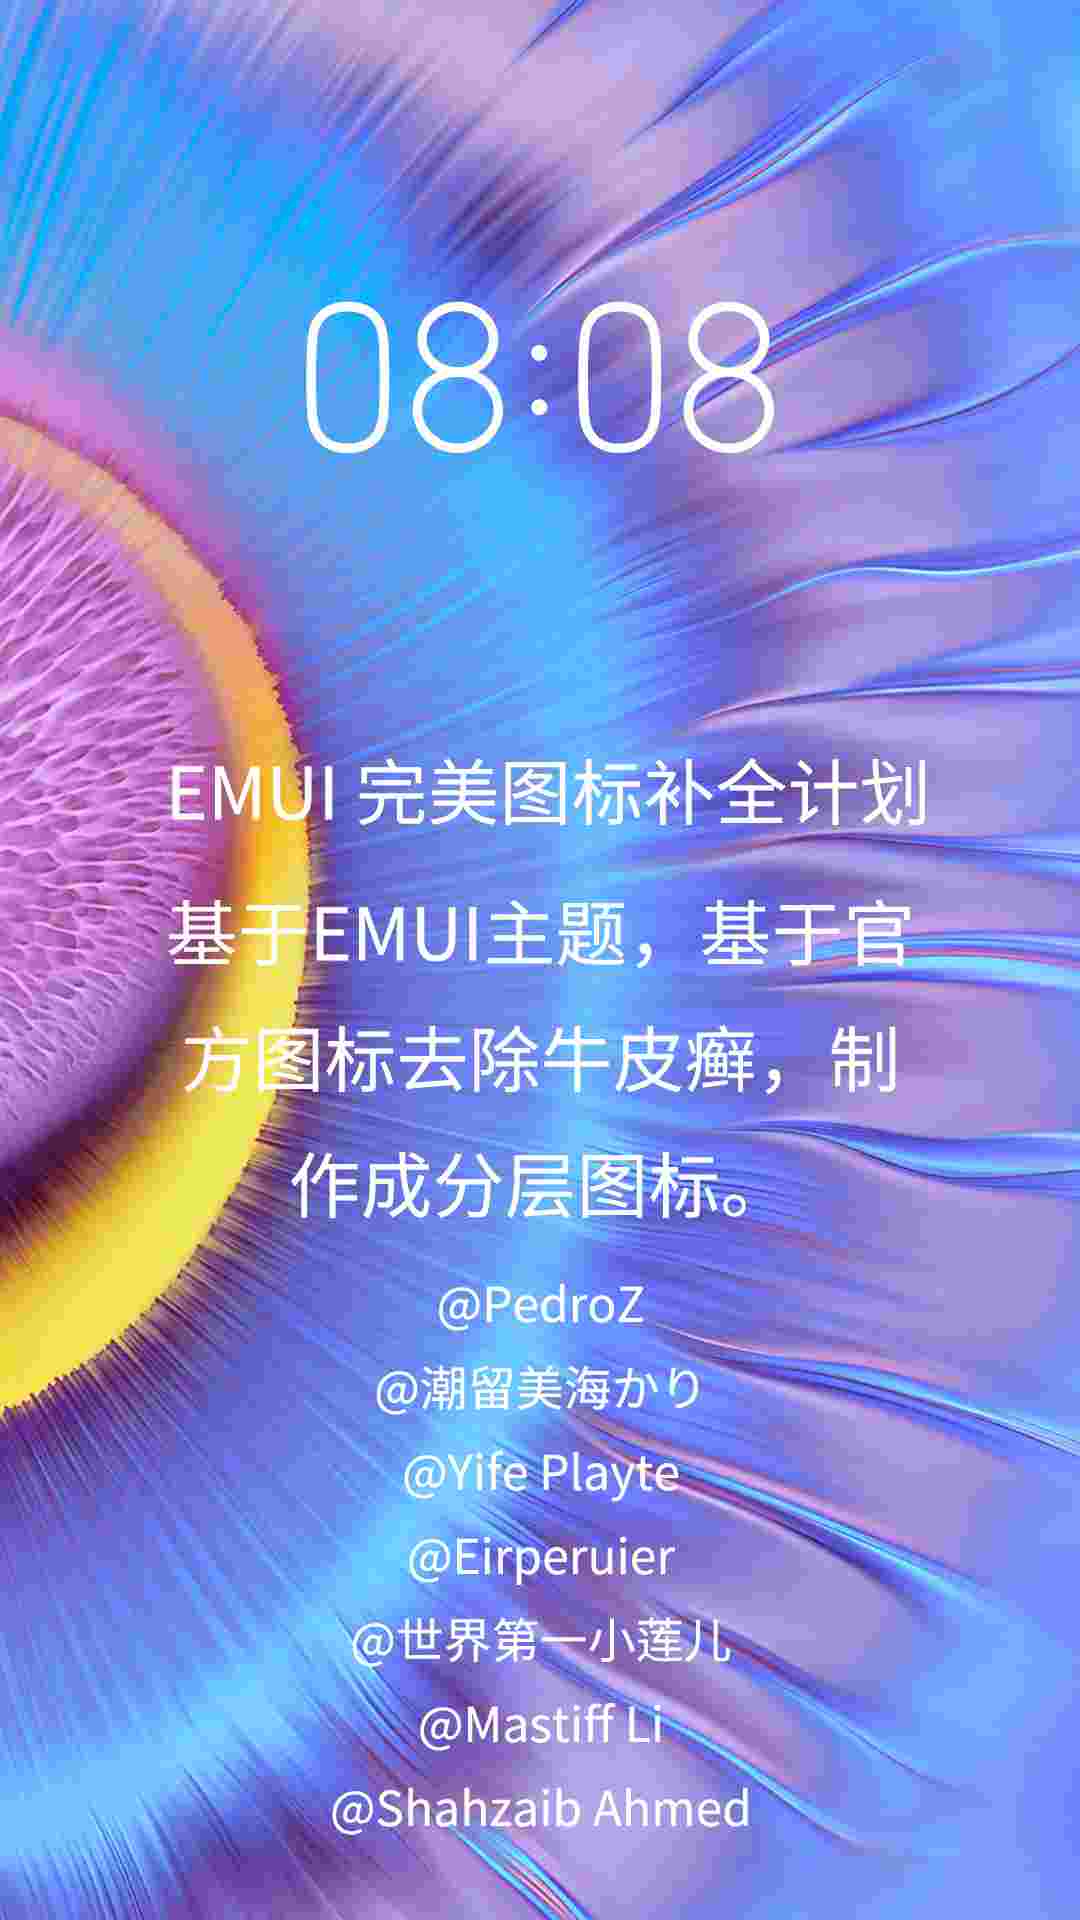 08:08
EMUI 完美图标补全计划
基于EMUI主题，基于官
方图标去除牛皮癣，制
作成分层图标。
@PedroZ
@潮留美海かり
@Yife Playte
@Eirperuier
@世界第一小莲儿
@Mastiff Li
@Shahzaib Ahmed